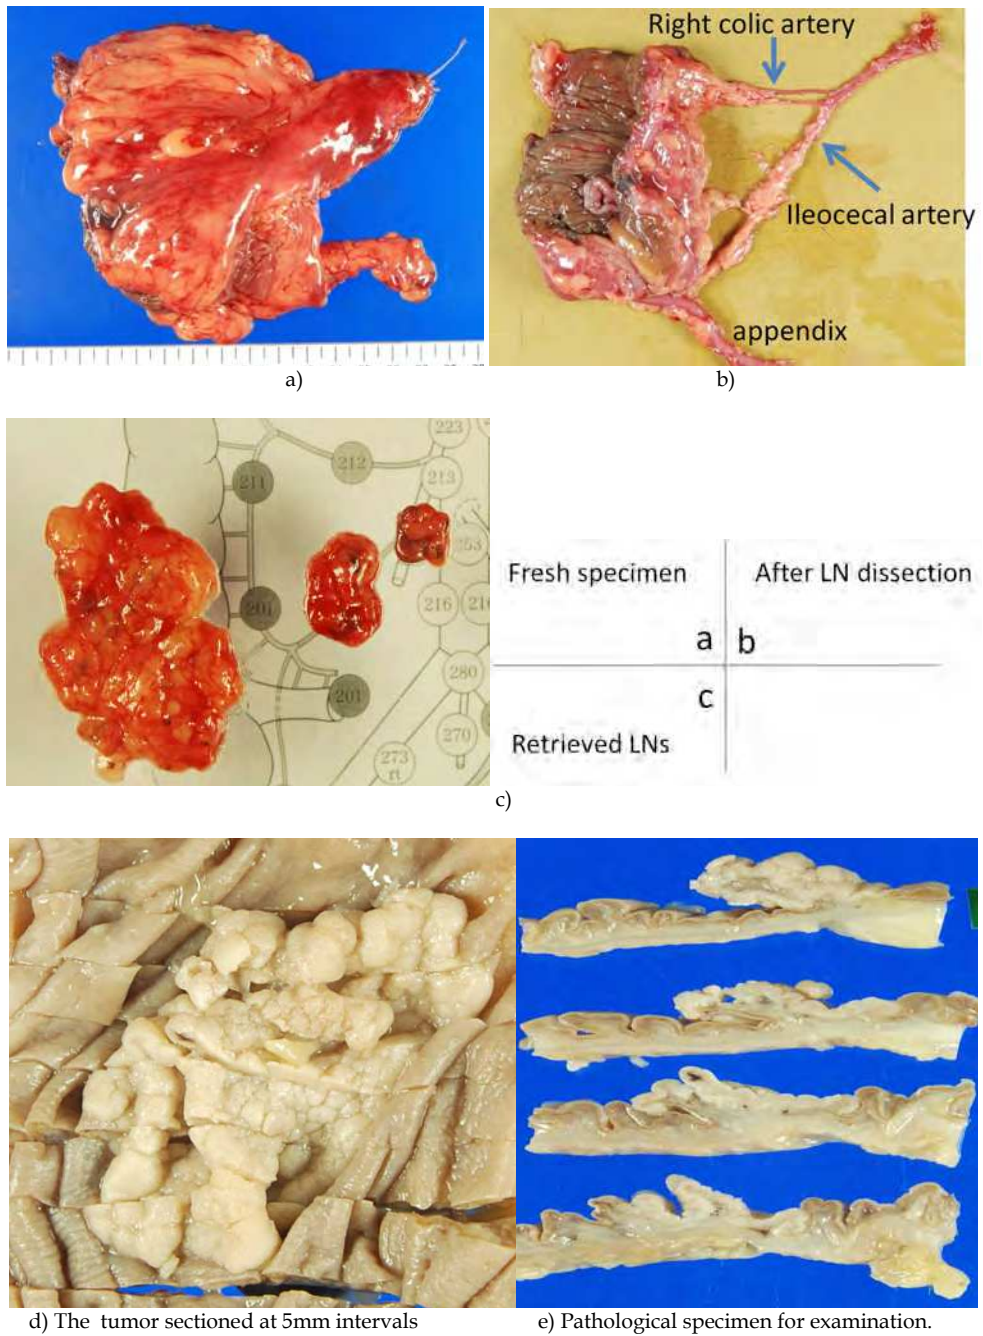 Right colic artery
Ileocecal artery
appendix
a)
b)
223
212
211
213
253
201
216
280
201
270
273
rt
Fresh specimen
After LN dissection
a
b
c
Retrieved LNs
c)
d) The tumor sectioned at 5mm intervals
e) Pathological specimen for examination.